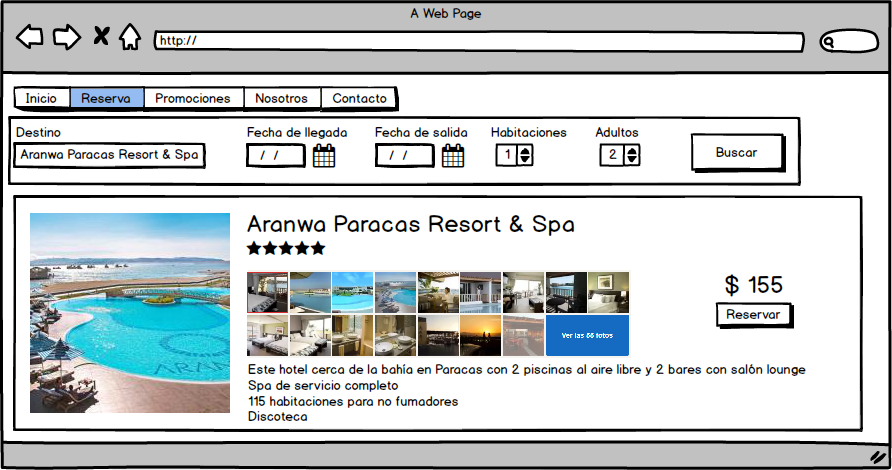 A Web Page
http://
Inicio Reserva Promociones Nosotros Contacto
Destino Fecha de llegada Fecha de salida Habitaciones Adultos
Aranwa Paracas Resort & Spa / / / / 1 2 Buscar
Aranwa Paracas Resort & Spa
$ 155
Reservar
Ver las 56 fotos
Este hotel cerca de la bahía en Paracas con 2 piscinas al aire libre y 2 bares con salón lounge
Spa de servicio completo
115 habitaciones para no fumadores
Discoteca